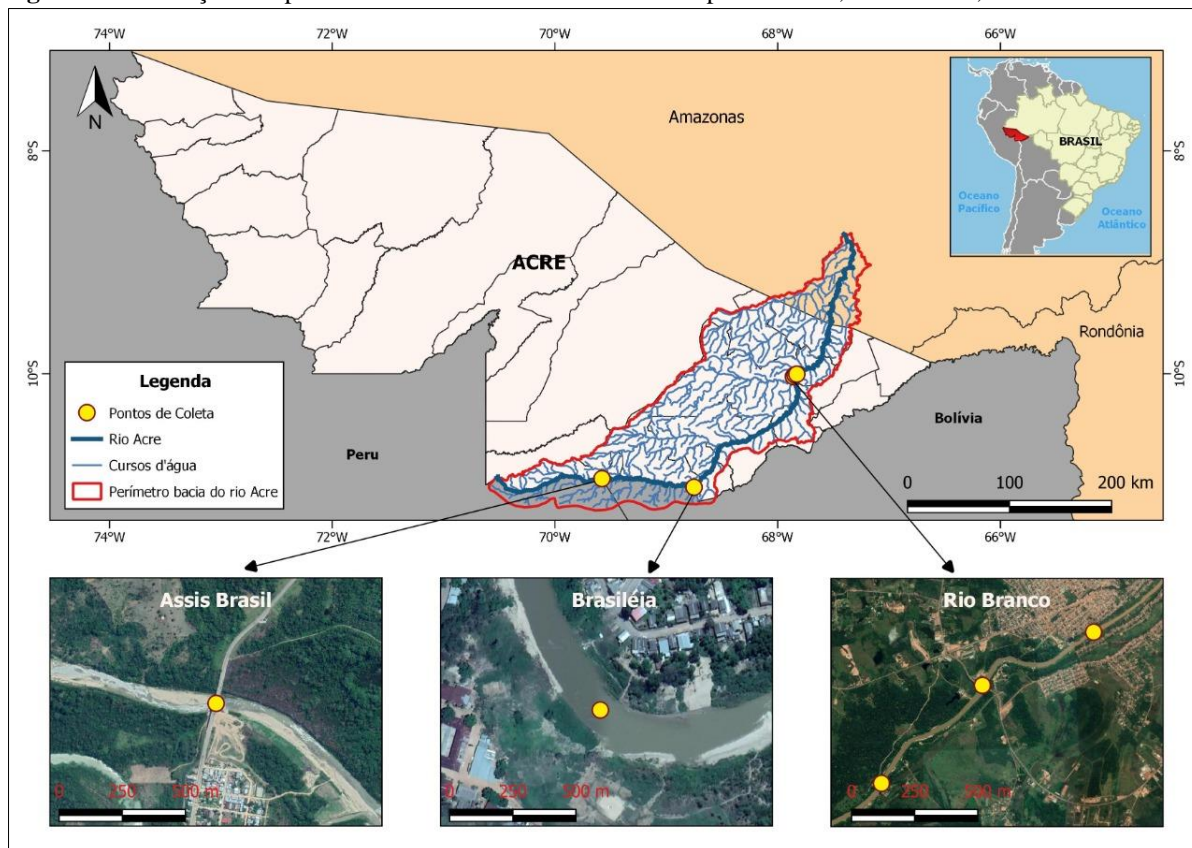 74°W 72°W 70°W 68°W 66°W
N
Amazonas
BRASIL
Oceano
Pacífico
Oceano
Atlântico
8°S 8°S
ACRE
Rondônia
10°S 10°S
Legenda
Pontos de Coleta
Rio Acre
Cursos d'água
Perímetro bacia do rio Acre
Peru
Bolívia
0 100 200 km
74°W 72°W 70°W 68°W 66°W
Assis Brasil
0 250 500 m
Brasiléia
0 250 500 m
Rio Branco
0 250 500 m